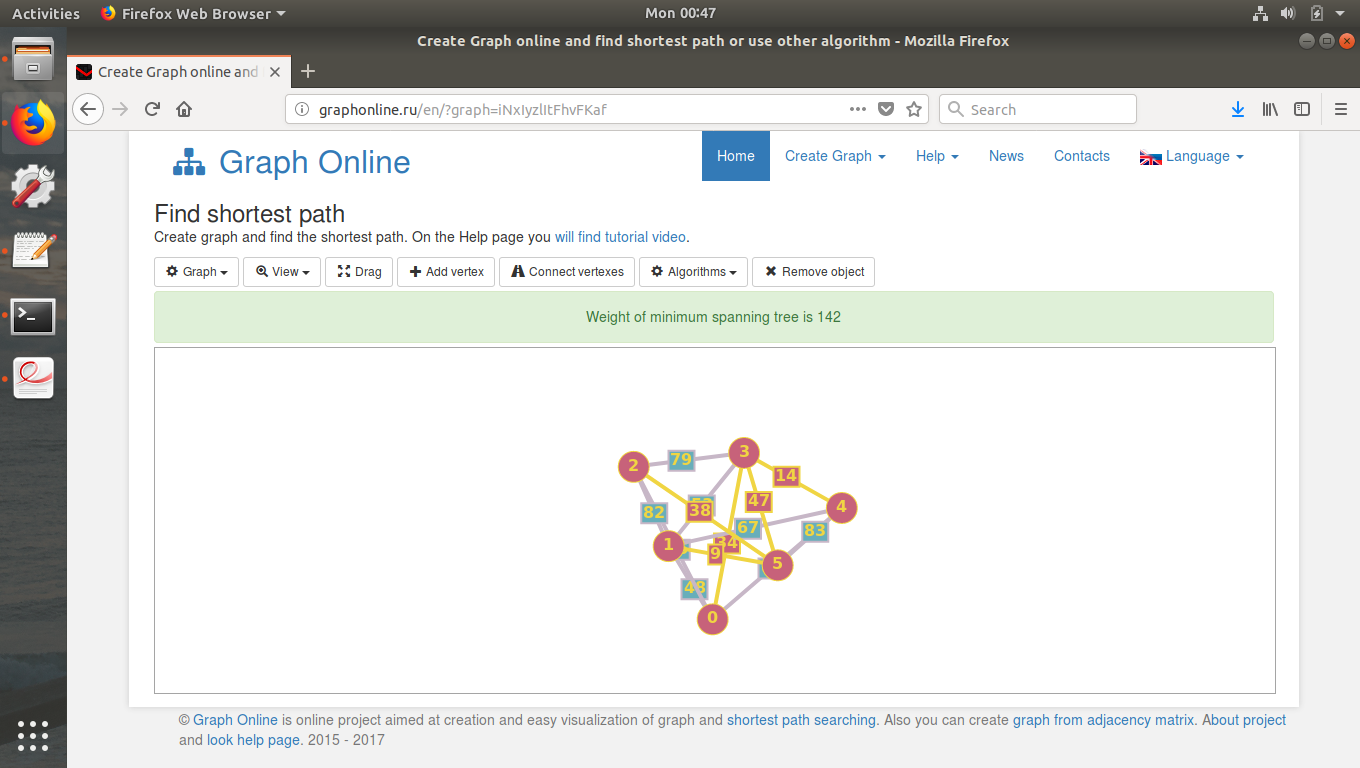 Activities Firefox Web Browser Mon 00:47
Create Graph online and find shortest path or use other algorithm - Mozilla Firefox
Create Graph online and
graphonline.ru/en/?graph=iNxIyzlItFhvFKaf Search
Graph Online Home Create Graph Help News Contacts Language
Find shortest path
Create graph and find the shortest path. On the Help page you will find tutorial video.
Graph View Drag Add vertex Connect vertexes Algorithms Remove object
Weight of minimum spanning tree is 142
2 79 3
14
82 38 47 4
67 83
1 9 34 5
48
0
© Graph Online is online project aimed at creation and easy visualization of graph and shortest path searching. Also you can create graph from adjacency matrix. About project
and look help page. 2015 - 2017